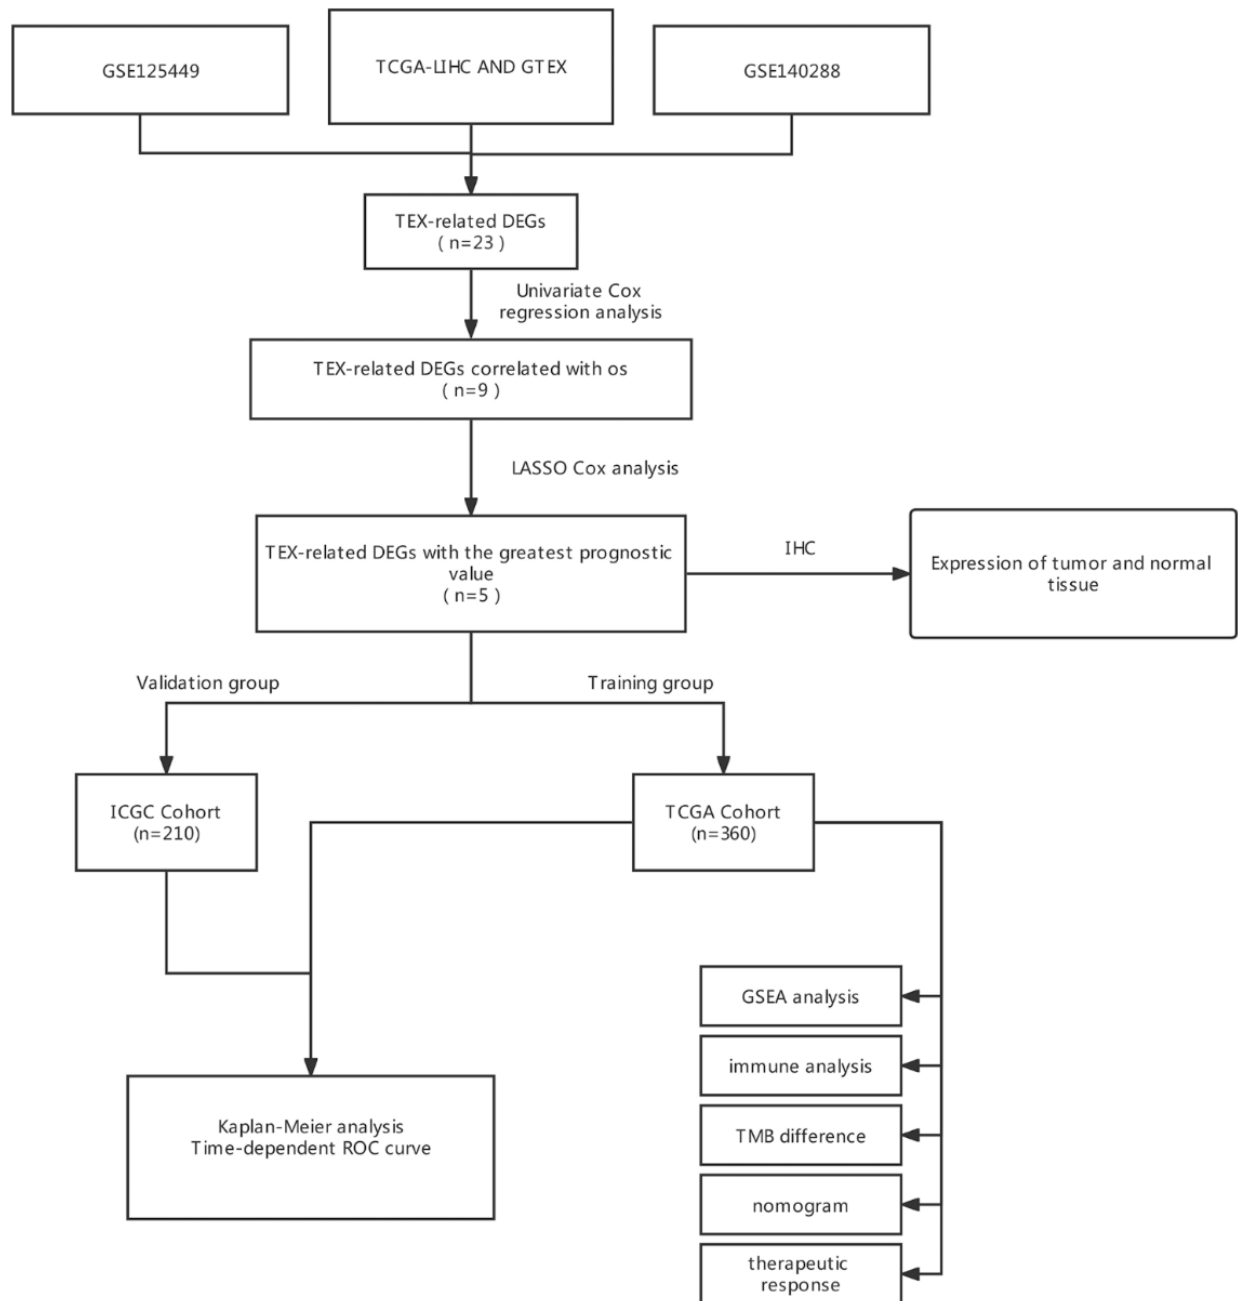 GSE125449
TCGA-LIHC AND GTEX
GSE140288
TEX-related DEGs
( n=23 )
Univariate Cox
regression analysis
TEX-related DEGs correlated with os
( n=9 )
LASSO Cox analysis
TEX-related DEGs with the greatest prognostic
value
( n=5 )
IHC
Expression of tumor and normal
tissue
Validation group
Training group
ICGC Cohort
(n=210)
TCGA Cohort
(n=360)
GSEA analysis
immune analysis
TMB difference
nomogram
therapeutic
response
Kaplan-Meier analysis
Time-dependent ROC curve